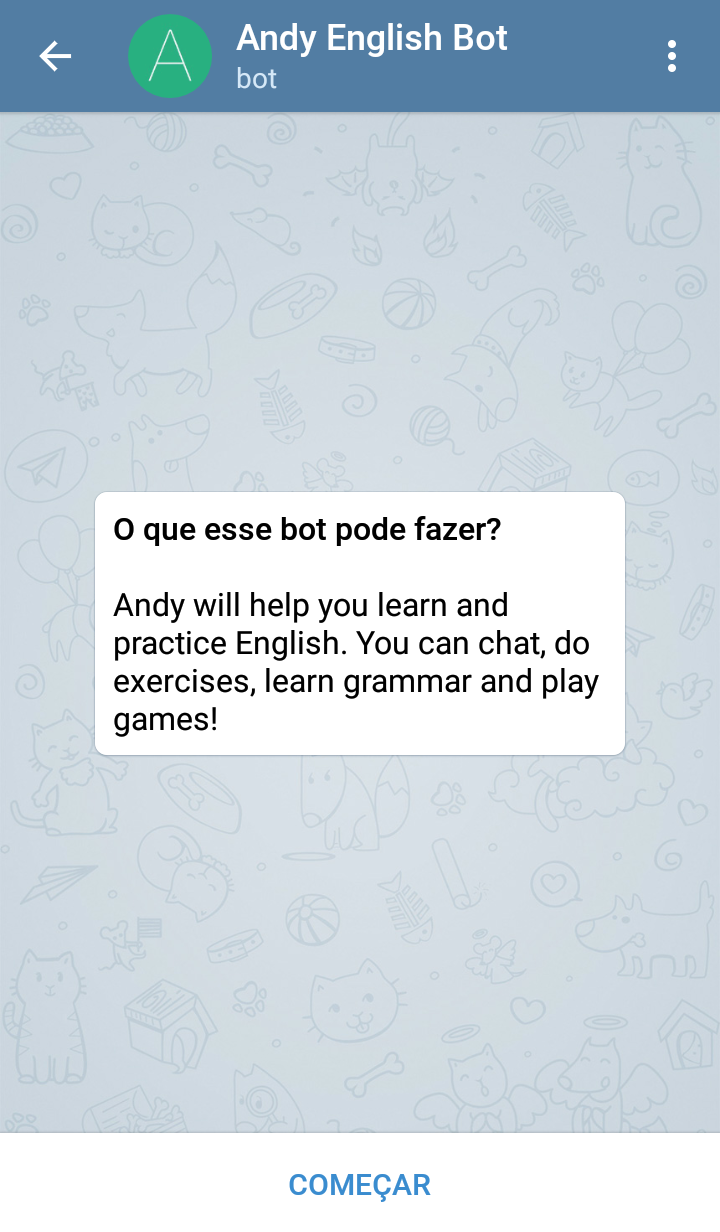 A
Andy English Bot
bot
O que esse bot pode fazer?
Andy will help you learn and
practice English. You can chat, do
exercises, learn grammar and play
games!
COMEÇAR